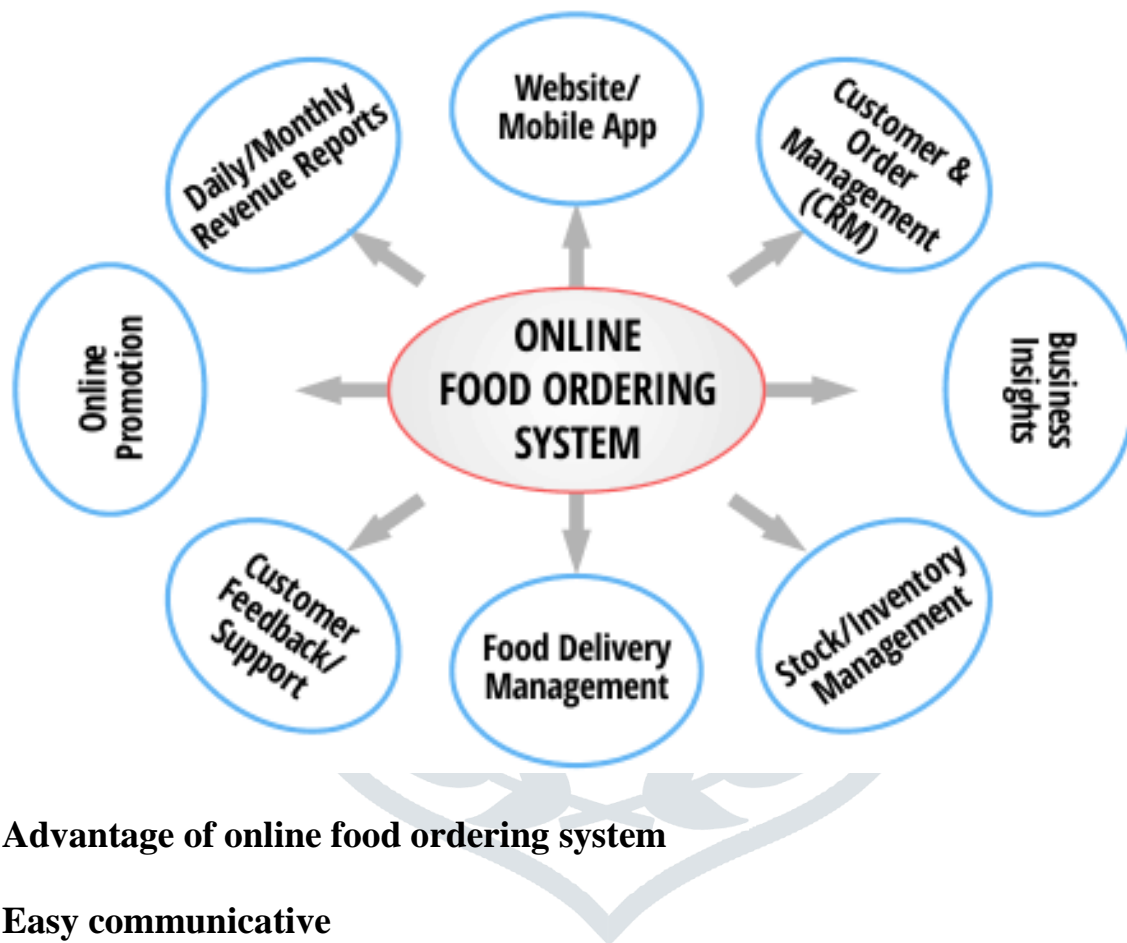 Website/
Mobile App
Customer &
Order
Management
(CRM)
Daily/Monthly
Revenue Reports
ONLINE
FOOD ORDERING
SYSTEM
Online
Promotion
Business
Insights
Customer
Feedback/
Support
Food Delivery
Management
Stock/Inventory
Management
Advantage of online food ordering system
Easy communicative